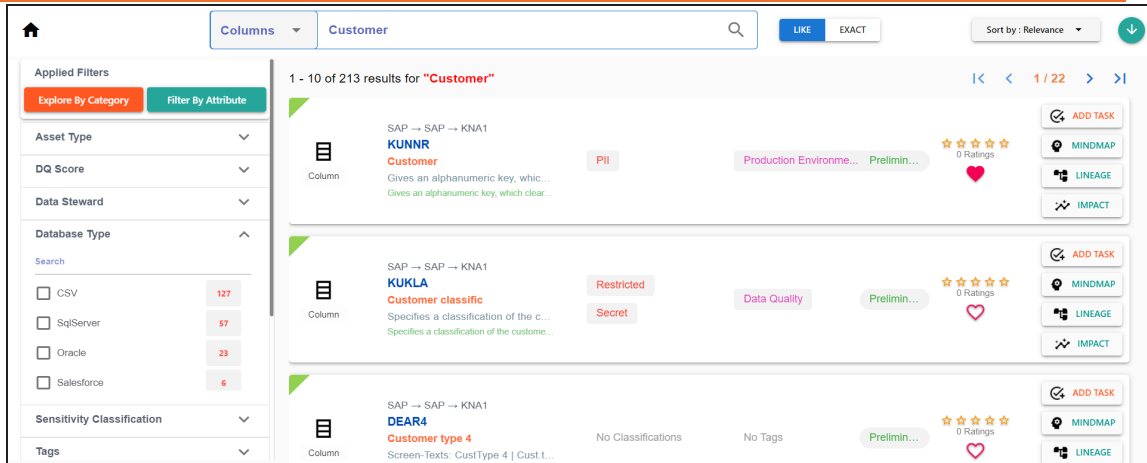 Columns
Customer
LIKE
EXACT
Sort by : Relevance
Applied Filters
Explore By Category
Filter By Attribute
Asset Type
DQ Score
Data Steward
Database Type
Search
CSV 127
SqlServer 57
Oracle 23
Salesforce 6
Sensitivity Classification
Tags
1 - 10 of 213 results for "Customer"
1 / 22
Column
SAP → SAP → KNA1
KUNNR
Customer
Gives an alphanumeric key, whic...
Gives an alphanumeric key, which clear...
PII
Production Environme...
Prelimin...
0 Ratings
ADD TASK
MINDMAP
LINEAGE
IMPACT
Column
SAP → SAP → KNA1
KUKLA
Customer classific
Specifies a classification of the c...
Specifies a classification of the custome...
Restricted
Secret
Data Quality
Prelimin...
0 Ratings
ADD TASK
MINDMAP
LINEAGE
IMPACT
Column
SAP → SAP → KNA1
DEAR4
Customer type 4
Screen-Texts: CustType 4 | Cust.t...
No Classifications
No Tags
Prelimin...
0 Ratings
ADD TASK
MINDMAP
LINEAGE